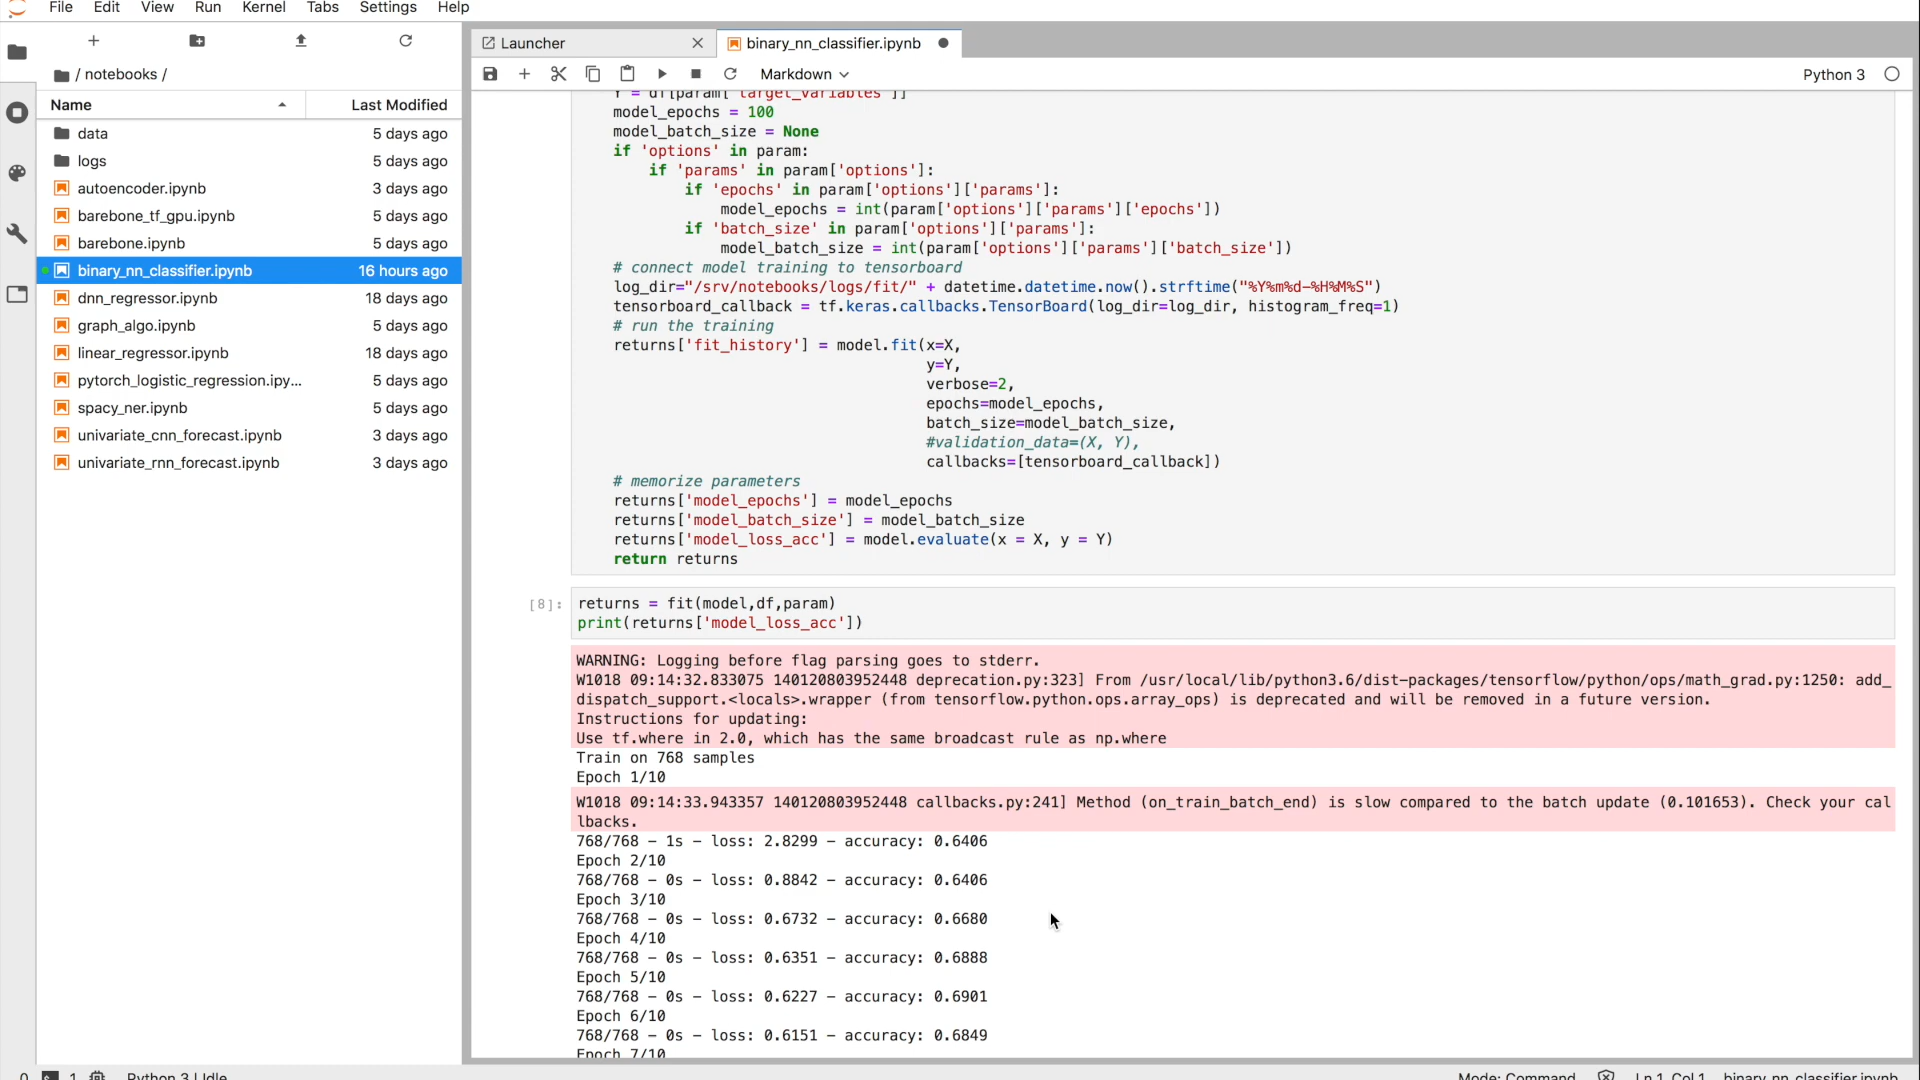 File Edit View Run Kernel Tabs Settings Help
/ notebooks /
Name Last Modified
data 5 days ago
logs 5 days ago
autoencoder.ipynb 3 days ago
barebone_tf_gpu.ipynb 5 days ago
barebone.ipynb 5 days ago
binary_nn_classifier.ipynb 16 hours ago
dnn_regressor.ipynb 18 days ago
graph_algo.ipynb 5 days ago
linear_regressor.ipynb 18 days ago
pytorch_logistic_regression.ipy... 5 days ago
spacy_ner.ipynb 5 days ago
univariate_cnn_forecast.ipynb 3 days ago
univariate_rnn_forecast.ipynb 3 days ago
Launcher
binary_nn_classifier.ipynb
Markdown
Python 3
Y = df[param['target_variables']]
model_epochs = 100
model_batch_size = None
if 'options' in param:
if 'params' in param['options']:
if 'epochs' in param['options']['params']:
model_epochs = int(param['options']['params']['epochs'])
if 'batch_size' in param['options']['params']:
model_batch_size = int(param['options']['params']['batch_size'])
# connect model training to tensorboard
log_dir="/srv/notebooks/logs/fit/" + datetime.datetime.now().strftime("%Y%m%d-%H%M%S")
tensorboard_callback = tf.keras.callbacks.TensorBoard(log_dir=log_dir, histogram_freq=1)
# run the training
returns['fit_history'] = model.fit(x=X,
y=Y,
verbose=2,
epochs=model_epochs,
batch_size=model_batch_size,
#validation_data=(X, Y),
callbacks=[tensorboard_callback])
# memorize parameters
returns['model_epochs'] = model_epochs
returns['model_batch_size'] = model_batch_size
returns['model_loss_acc'] = model.evaluate(x = X, y = Y)
return returns
[8]: returns = fit(model,df,param)
print(returns['model_loss_acc'])
WARNING: Logging before flag parsing goes to stderr.
W1018 09:14:32.833075 140120803952448 deprecation.py:323] From /usr/local/lib/python3.6/dist-packages/tensorflow/python/ops/math_grad.py:1250: add_
dispatch_support.<locals>.wrapper (from tensorflow.python.ops.array_ops) is deprecated and will be removed in a future version.
Instructions for updating:
Use tf.where in 2.0, which has the same broadcast rule as np.where
Train on 768 samples
Epoch 1/10
W1018 09:14:33.943357 140120803952448 callbacks.py:241] Method (on_train_batch_end) is slow compared to the batch update (0.101653). Check your cal
lbacks.
768/768 - 1s - loss: 2.8299 - accuracy: 0.6406
Epoch 2/10
768/768 - 0s - loss: 0.8842 - accuracy: 0.6406
Epoch 3/10
768/768 - 0s - loss: 0.6732 - accuracy: 0.6680
Epoch 4/10
768/768 - 0s - loss: 0.6351 - accuracy: 0.6888
Epoch 5/10
768/768 - 0s - loss: 0.6227 - accuracy: 0.6901
Epoch 6/10
768/768 - 0s - loss: 0.6151 - accuracy: 0.6849
Epoch 7/10
0 1 Python 3 | Idle Mode: Command Ln 1, Col 1 binary_nn_classifier.ipynb